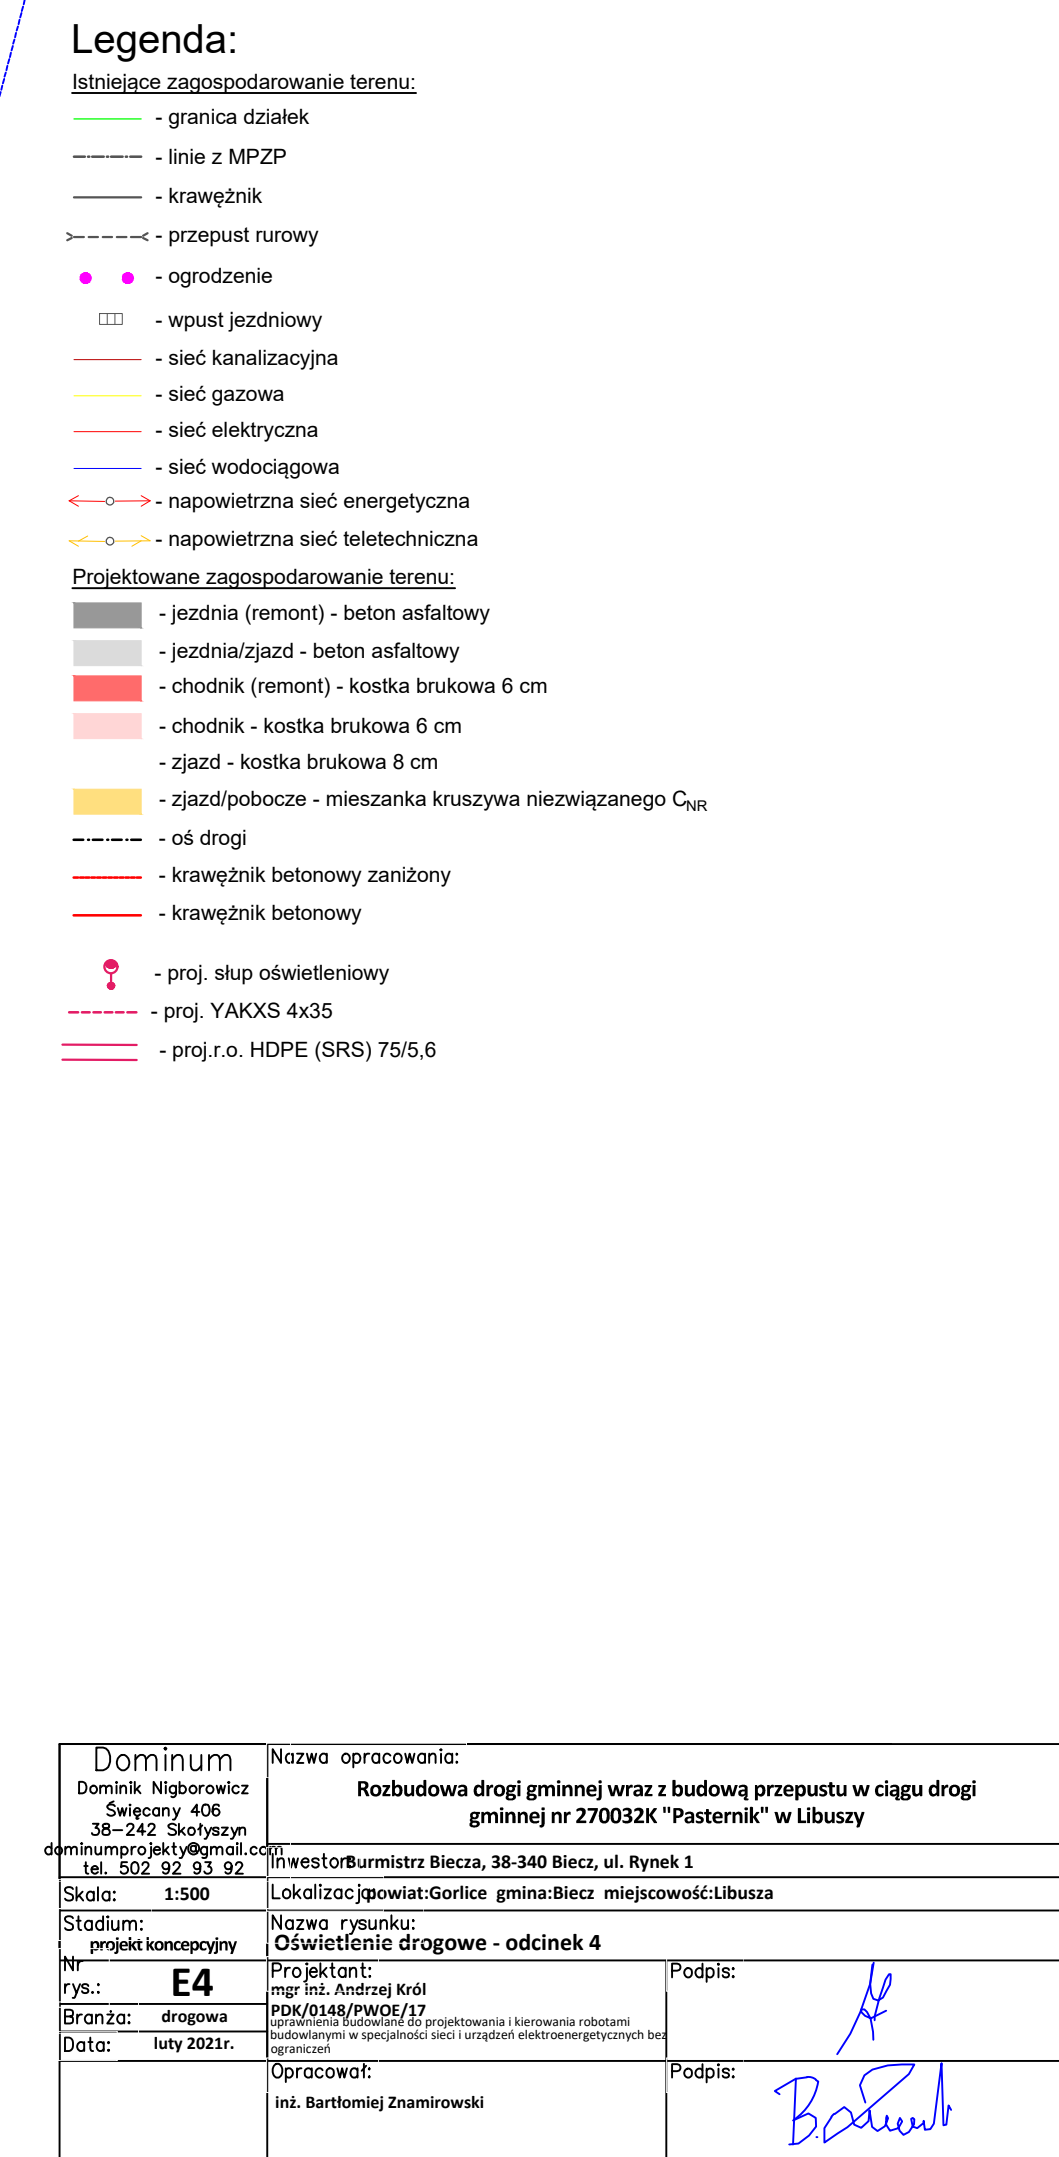 Legenda:
Istniejące zagospodarowanie terenu:
- granica działek
- linie z MPZP
- krawężnik
- przepust rurowy
- ogrodzenie
- wpust jezdniowy
- sieć kanalizacyjna
- sieć gazowa
- sieć elektryczna
- sieć wodociągowa
- napowietrzna sieć energetyczna
- napowietrzna sieć teletechniczna
Projektowane zagospodarowanie terenu:
- jezdnia (remont) - beton asfaltowy
- jezdnia/zjazd - beton asfaltowy
- chodnik (remont) - kostka brukowa 6 cm
- chodnik - kostka brukowa 6 cm
- zjazd - kostka brukowa 8 cm
- zjazd/pobocze - mieszanka kruszywa niezwiązanego CNR
- oś drogi
- krawężnik betonowy zaniżony
- krawężnik betonowy
- proj. słup oświetleniowy
- proj. YAKXS 4x35
- proj.r.o. HDPE (SRS) 75/5,6
Dominum
Dominik Nigborowicz
Święcany 406
38-242 Skołyszyn
dominumprojekty@gmail.com
tel. 502 92 93 92
Nazwa opracowania:
Rozbudowa drogi gminnej wraz z budową przepustu w ciągu drogi
gminnej nr 270032K "Pasternik" w Libuszy
Inwestor: Burmistrz Biecza, 38-340 Biecz, ul. Rynek 1
Skala: 1:500
Lokalizacja: powiat:Gorlice gmina:Biecz miejscowość:Libusza
Stadium:
projekt koncepcyjny
Nazwa rysunku:
Oświetlenie drogowe - odcinek 4
Nr
rys.: E4
Branża: drogowa
Data: luty 2021r.
Projektant:
mgr inż. Andrzej Król
PDK/0148/PWOE/17
uprawnienia budowlane do projektowania i kierowania robotami
budowlanymi w specjalności sieci i urządzeń elektroenergetycznych bez
ograniczeń
Podpis:
Opracował:
inż. Bartłomiej Znamirowski
Podpis: